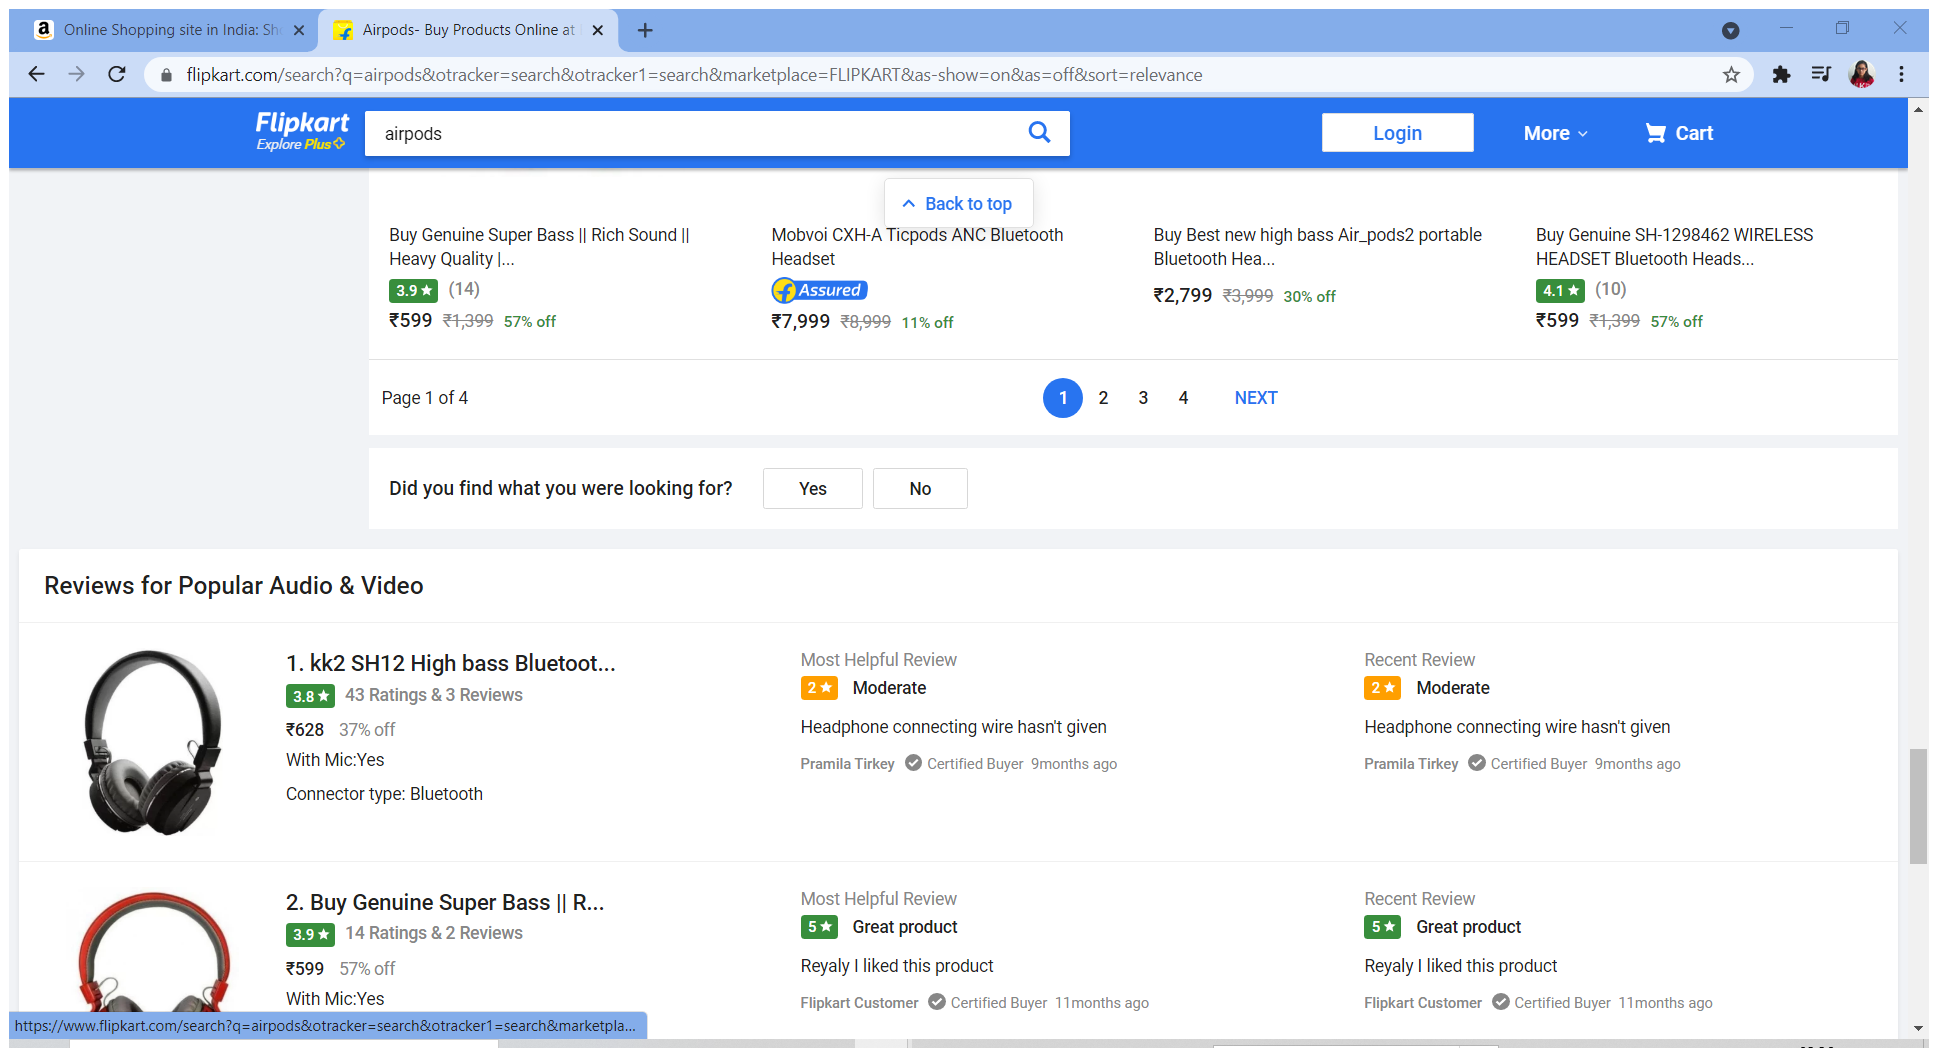 Online Shopping site in India: Sh
Airpods- Buy Products Online at
flipkart.com/search?q=airpods&otracker=search&otracker1=search&marketplace=FLIPKART&as-show=on&as=off&sort=relevance
Flipkart
Explore Plus
airpods
Login
More
Cart
Back to top
Buy Genuine Super Bass || Rich Sound ||
Heavy Quality |...
3.9 ★ (14)
₹599 ₹1,399 57% off
Mobvoi CXH-A Ticpods ANC Bluetooth
Headset
Assured
₹7,999 ₹8,999 11% off
Buy Best new high bass Air_pods2 portable
Bluetooth Hea...
₹2,799 ₹3,999 30% off
Buy Genuine SH-1298462 WIRELESS
HEADSET Bluetooth Heads...
4.1 ★ (10)
₹599 ₹1,399 57% off
Page 1 of 4
1 2 3 4 NEXT
Did you find what you were looking for?
Yes
No
Reviews for Popular Audio & Video
1. kk2 SH12 High bass Bluetoot...
3.8 ★ 43 Ratings & 3 Reviews
₹628 37% off
With Mic:Yes
Connector type: Bluetooth
Most Helpful Review
2 ★ Moderate
Headphone connecting wire hasn't given
Pramila Tirkey Certified Buyer 9months ago
Recent Review
2 ★ Moderate
Headphone connecting wire hasn't given
Pramila Tirkey Certified Buyer 9months ago
2. Buy Genuine Super Bass || R...
3.9 ★ 14 Ratings & 2 Reviews
₹599 57% off
With Mic:Yes
Most Helpful Review
5 ★ Great product
Reyaly I liked this product
Flipkart Customer Certified Buyer 11months ago
Recent Review
5 ★ Great product
Reyaly I liked this product
Flipkart Customer Certified Buyer 11months ago
https://www.flipkart.com/search?q=airpods&otracker=search&otracker1=search&marketpla...